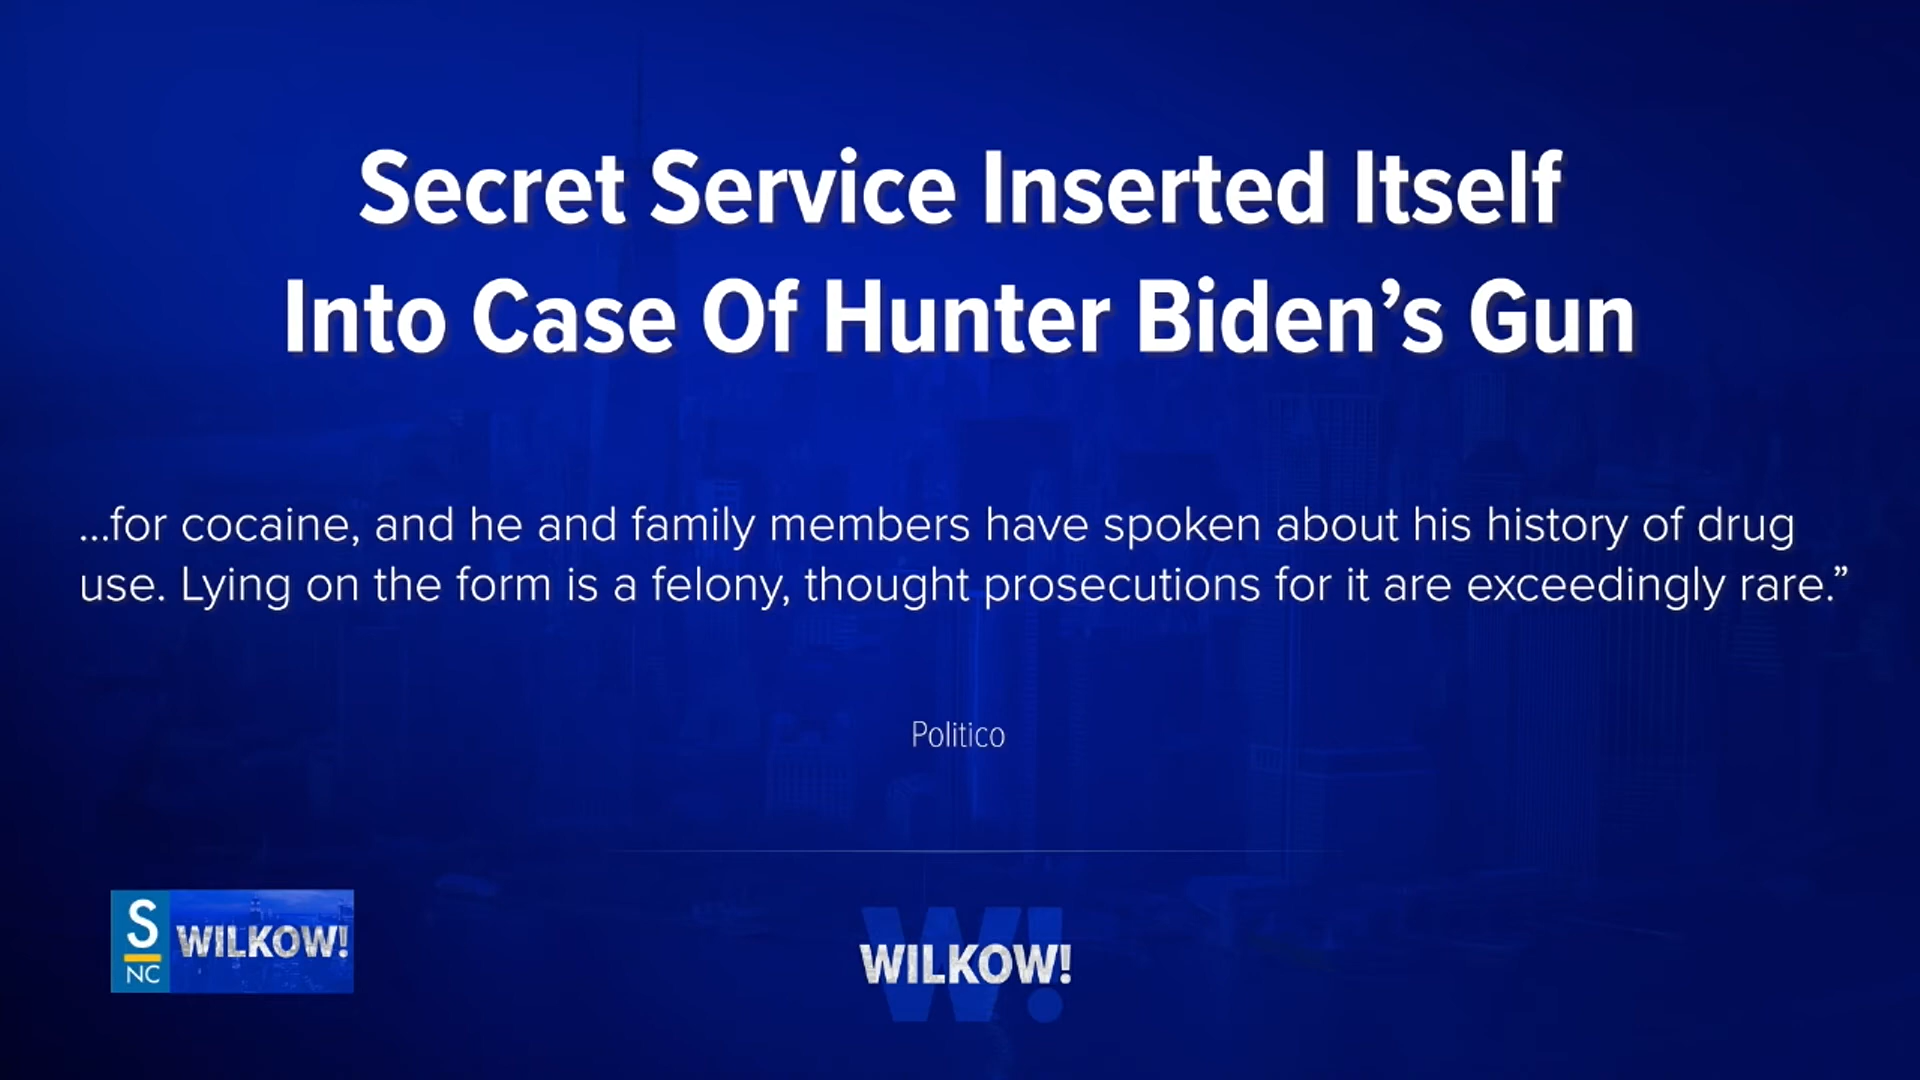 Secret Service Inserted Itself
Into Case Of Hunter Biden’s Gun
...for cocaine, and he and family members have spoken about his history of drug
use. Lying on the form is a felony, thought prosecutions for it are exceedingly rare.”
Politico
S
NC
WILKOW!
W!
WILKOW!